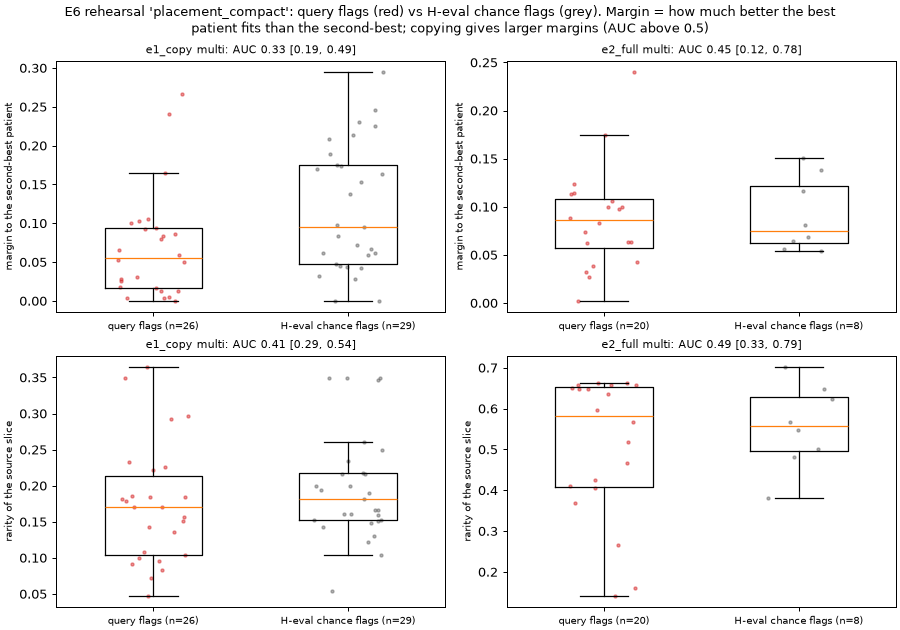 E6 rehearsal 'placement_compact': query flags (red) vs H-eval chance flags (grey). Margin = how much better the best
patient fits than the second-best; copying gives larger margins (AUC above 0.5)
e1_copy multi: AUC 0.33 [0.19, 0.49]
margin to the second-best patient
0.30
0.25
0.20
0.15
0.10
0.05
0.00
query flags (n=26)
H-eval chance flags (n=29)
e2_full multi: AUC 0.45 [0.12, 0.78]
margin to the second-best patient
0.25
0.20
0.15
0.10
0.05
0.00
query flags (n=20)
H-eval chance flags (n=8)
e1_copy multi: AUC 0.41 [0.29, 0.54]
rarity of the source slice
0.35
0.30
0.25
0.20
0.15
0.10
0.05
query flags (n=26)
H-eval chance flags (n=29)
e2_full multi: AUC 0.49 [0.33, 0.79]
rarity of the source slice
0.7
0.6
0.5
0.4
0.3
0.2
query flags (n=20)
H-eval chance flags (n=8)